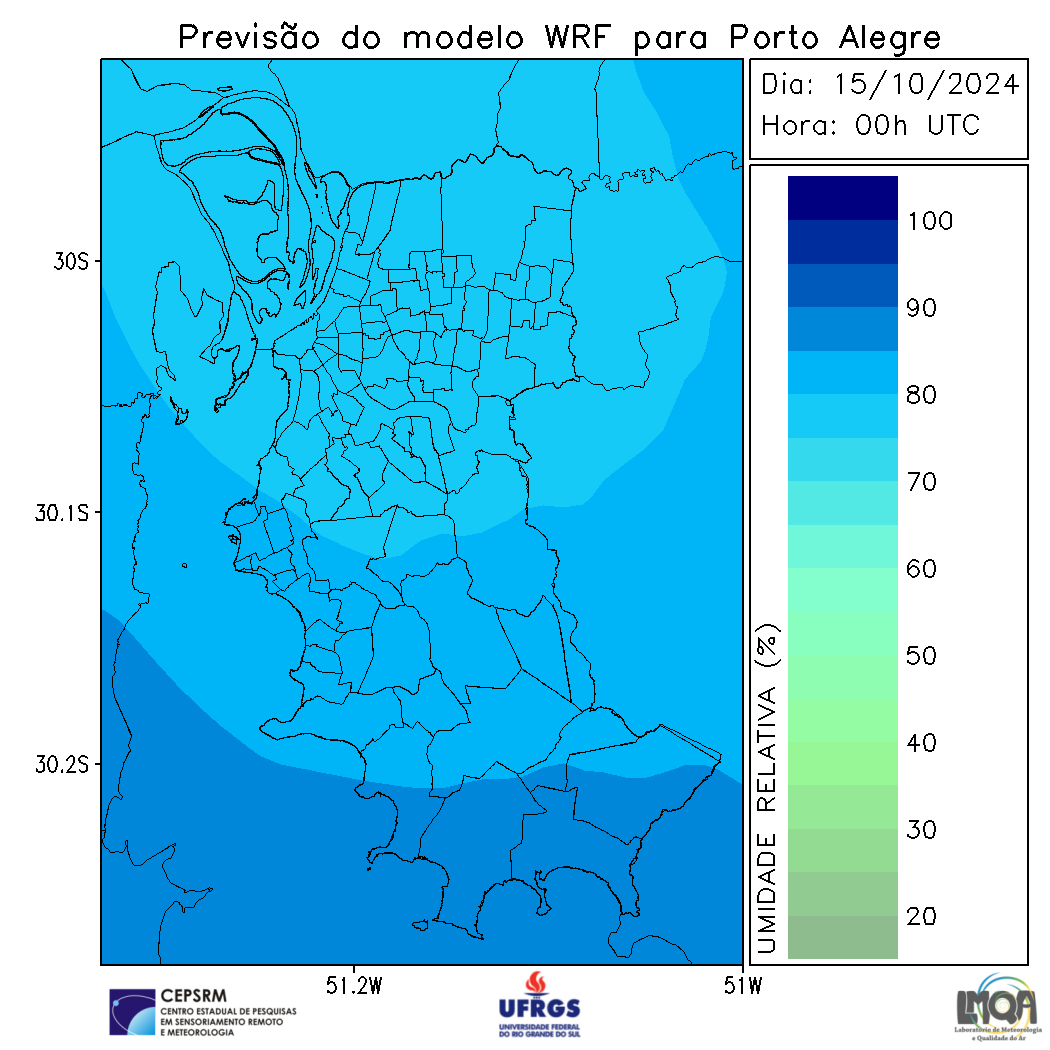 Previsão do modelo WRF para Porto Alegre
Dia: 15/10/2024
Hora: 00h UTC
30S
30.1S
30.2S
51.2W
51W
UMIDADE RELATIVA (%)
100
90
80
70
60
50
40
30
20
CEPSRM
CENTRO ESTADUAL DE PESQUISAS
EM SENSORIAMENTO REMOTO
E METEOROLOGIA
UFRGS
UNIVERSIDADE FEDERAL
DO RIO GRANDE DO SUL
LMQA
Laboratório de Meteorologia
e Qualidade do Ar